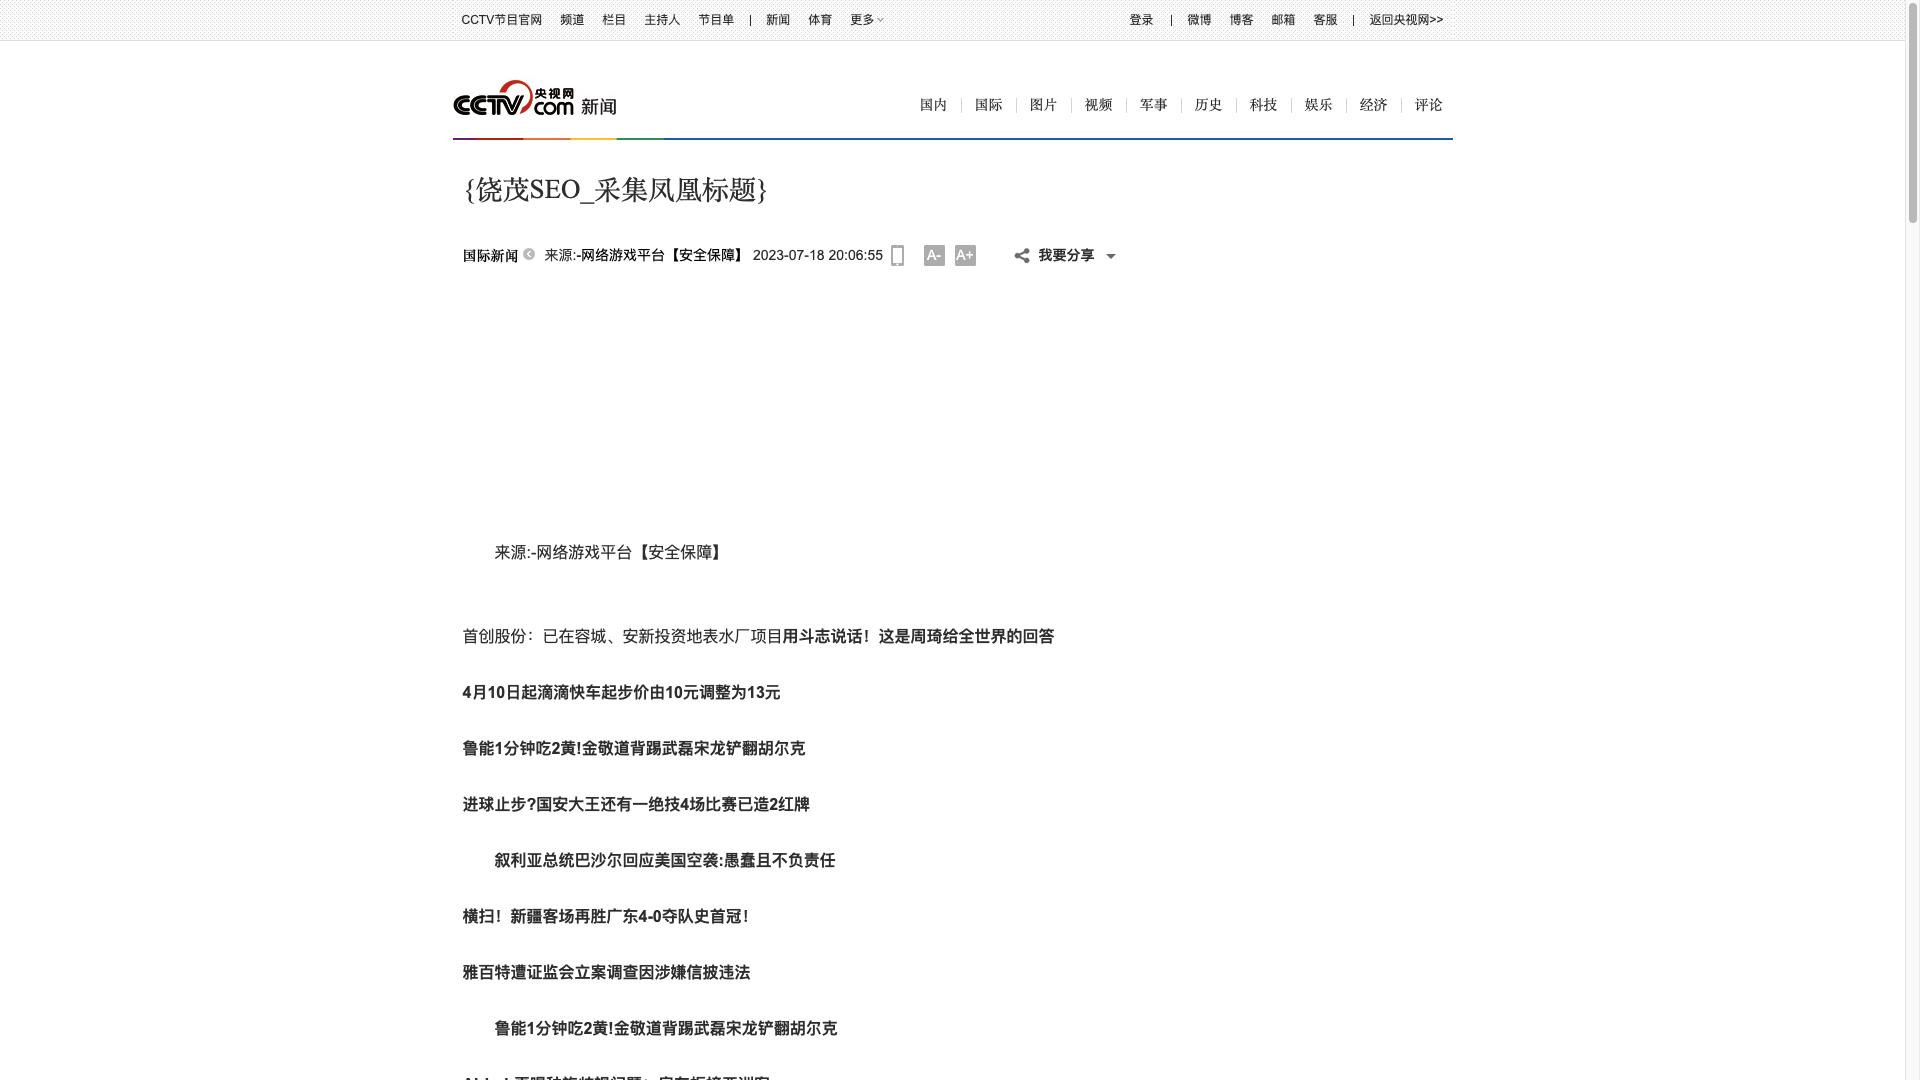 CCTV节目官网 频道 栏目 主持人 节目单 | 新闻 体育 更多 登录 | 微博 博客 邮箱 客服 | 返回央视网>>
CCTV.com 央视网 新闻
国内 国际 图片 视频 军事 历史 科技 娱乐 经济 评论
{饶茂SEO_采集凤凰标题}
国际新闻 来源:-网络游戏平台【安全保障】 2023-07-18 20:06:55 A- A+ 我要分享
来源:-网络游戏平台【安全保障】
首创股份：已在容城、安新投资地表水厂项目用斗志说话！这是周琦给全世界的回答
4月10日起滴滴快车起步价由10元调整为13元
鲁能1分钟吃2黄!金敬道背踢武磊宋龙铲翻胡尔克
进球止步?国安大王还有一绝技4场比赛已造2红牌
叙利亚总统巴沙尔回应美国空袭:愚蠢且不负责任
横扫！新疆客场再胜广东4-0夺队史首冠！
雅百特遭证监会立案调查因涉嫌信披违法
鲁能1分钟吃2黄!金敬道背踢武磊宋龙铲翻胡尔克